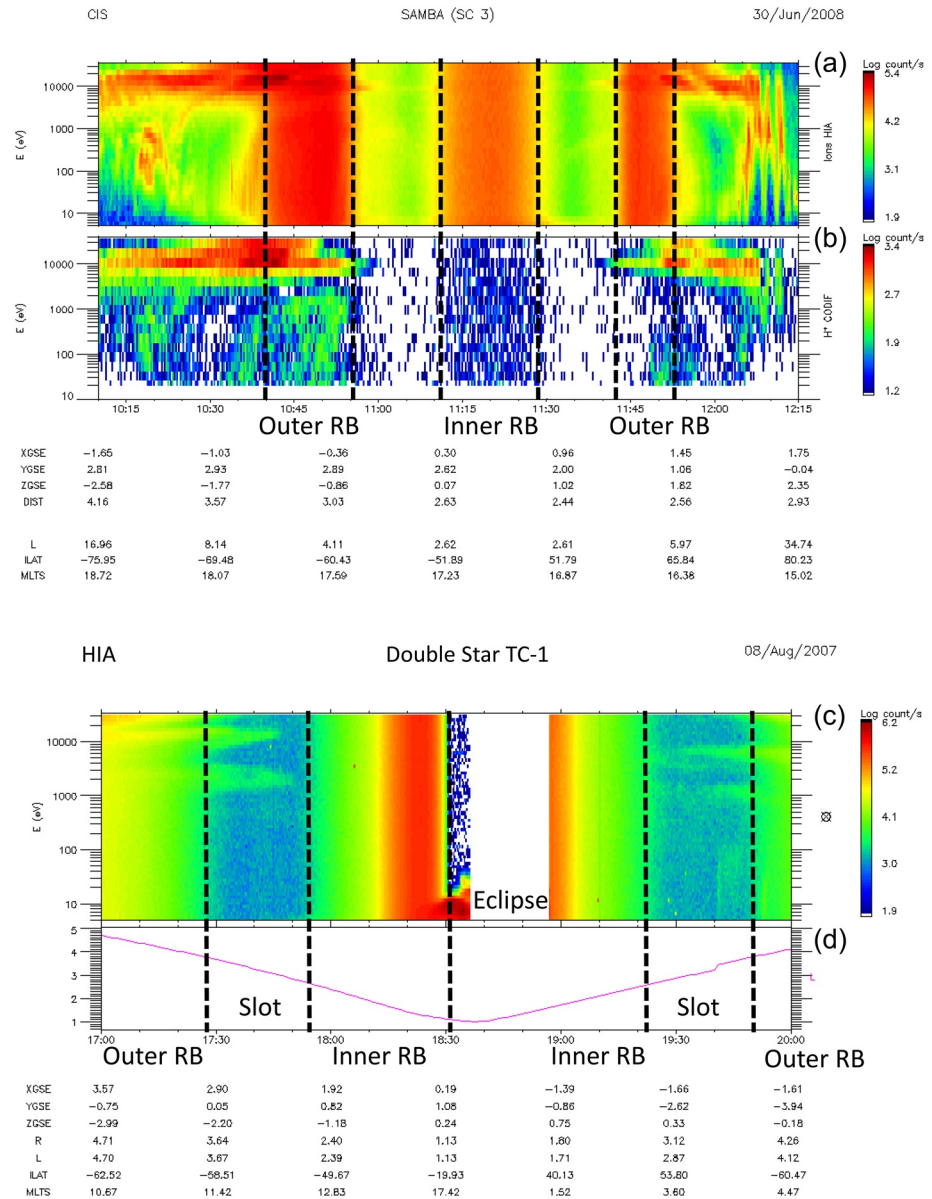 CIS SAMBA (SC 3) 30/Jun/2008
(a)
Log count/s
5.4
4.2
3.1
1.9
Ions HIA
E (eV)
10000
1000
100
10
(b)
Log count/s
3.4
2.7
1.9
1.2
H+ CODIF
E (eV)
10000
1000
100
10
10:15 10:30 10:45 11:00 11:15 11:30 11:45 12:00 12:15
Outer RB Inner RB Outer RB
XGSE -1.65 -1.03 -0.36 0.30 0.96 1.45 1.75
YGSE 2.81 2.93 2.89 2.62 2.00 1.06 -0.04
ZGSE -2.58 -1.77 -0.86 0.07 1.02 1.82 2.35
DIST 4.16 3.57 3.03 2.63 2.44 2.56 2.93
L 16.96 8.14 4.11 2.62 2.61 5.97 34.74
ILAT -75.95 -69.48 -60.43 -51.89 51.79 65.84 80.23
MLTS 18.72 18.07 17.59 17.23 16.87 16.38 15.02
HIA Double Star TC-1 08/Aug/2007
(c)
Log count/s
6.2
5.2
4.1
3.0
1.9
E (eV)
10000
1000
100
10
Eclipse
(d)
5
4
3
2
1
L
Slot Slot
17:00 17:30 18:00 18:30 19:00 19:30 20:00
Outer RB Inner RB Inner RB Outer RB
XGSE 3.57 2.90 1.92 0.19 -1.39 -1.66 -1.61
YGSE -0.75 0.05 0.82 1.08 -0.86 -2.62 -3.94
ZGSE -2.99 -2.20 -1.18 0.24 0.75 0.33 -0.18
R 4.71 3.64 2.40 1.13 1.80 3.12 4.26
L 4.70 3.67 2.39 1.13 1.71 2.87 4.12
ILAT -62.52 -58.51 -49.67 -19.93 40.13 53.80 -60.47
MLTS 10.67 11.42 12.83 17.42 1.52 3.60 4.47